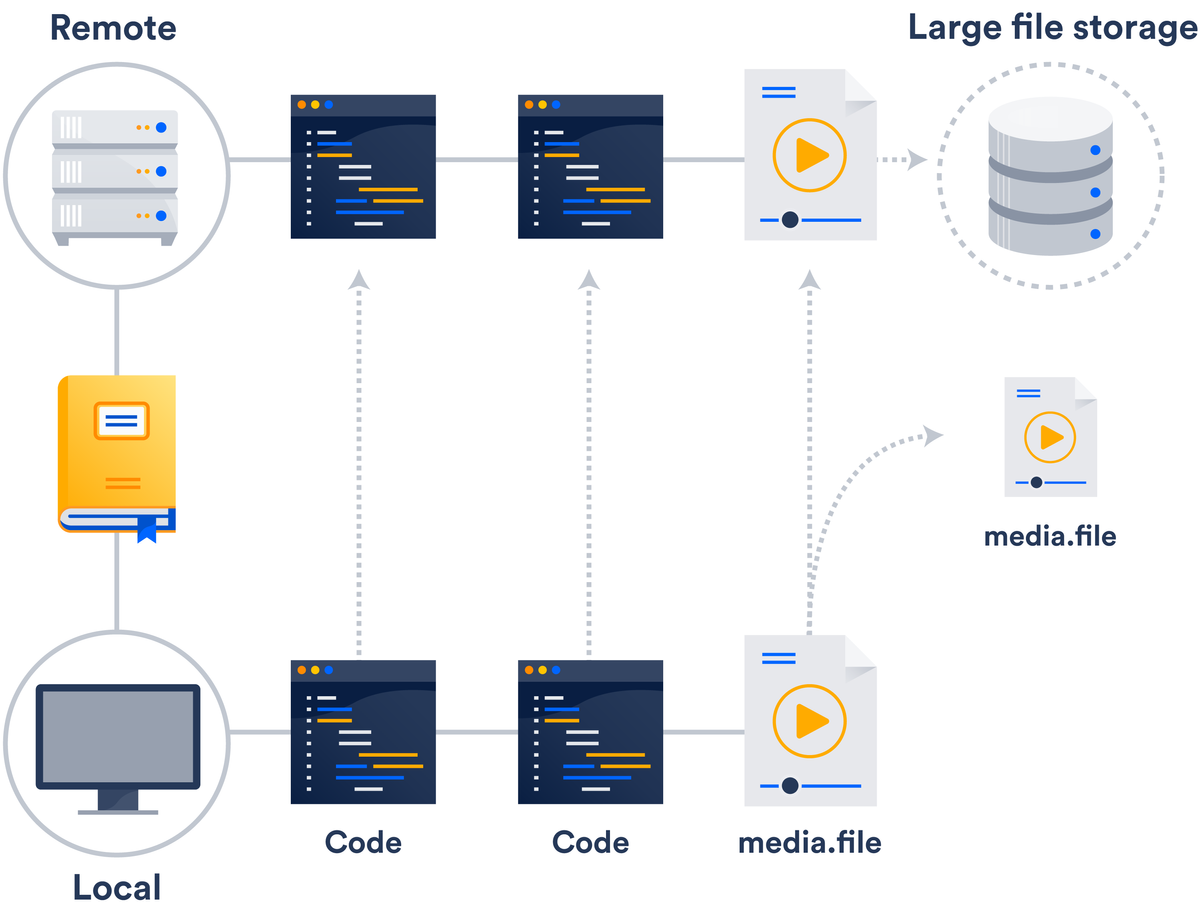 Remote
Large file storage
media.file
Code
Code
media.file
Local